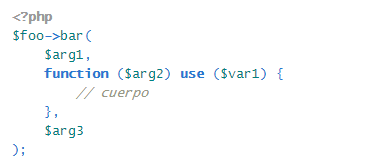 <?php
$foo->bar(
    $arg1,
    function ($arg2) use ($var1) {
        // cuerpo
    },
    $arg3
);